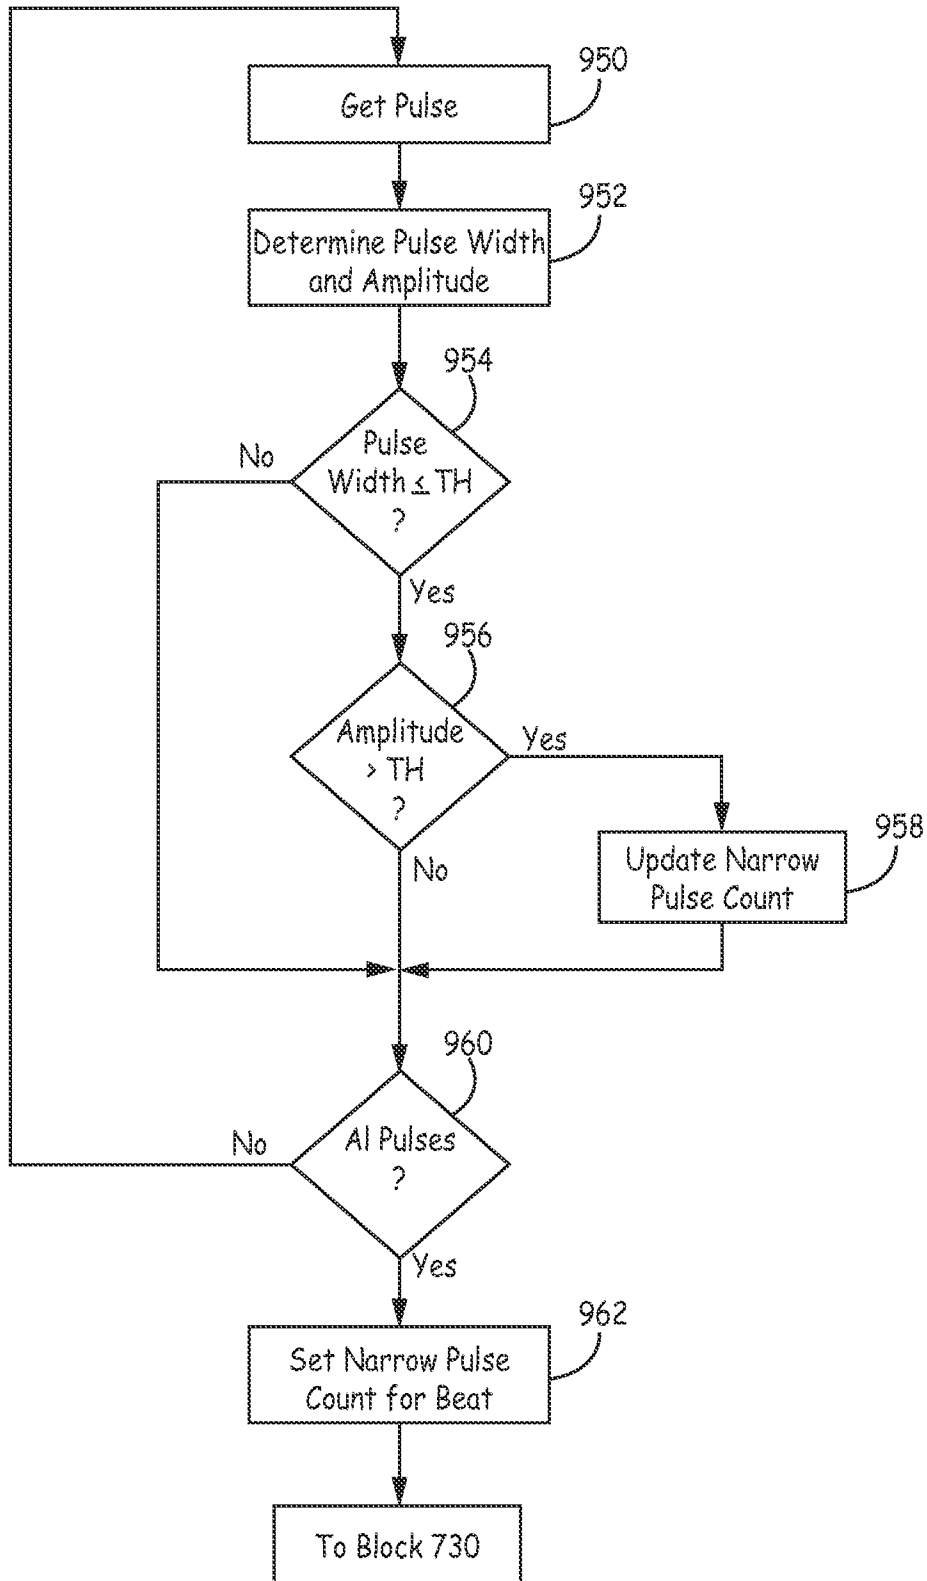 950
Get Pulse
952
Determine Pulse Width
and Amplitude
954
Pulse
Width ≤ TH
?
No
Yes
956
Amplitude
> TH
?
Yes
No
958
Update Narrow
Pulse Count
960
Al Pulses
?
No
Yes
962
Set Narrow Pulse
Count for Beat
To Block 730